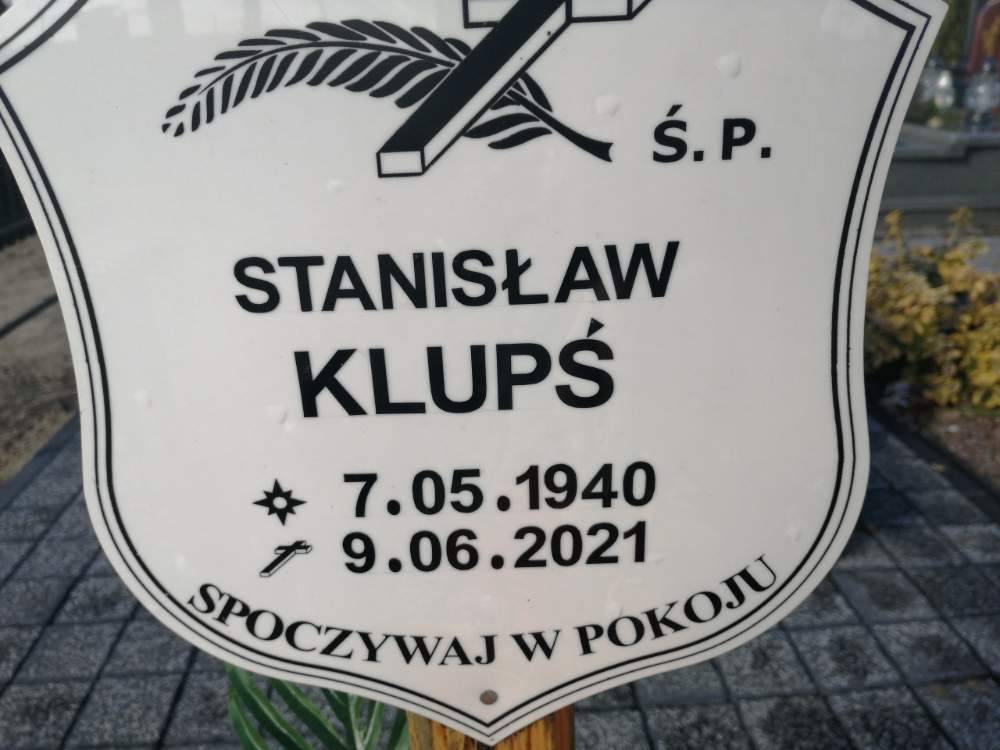 Ś. P.
STANISŁAW
KLUPŚ
7.05.1940
9.06.2021
SPOCZYWAJ W POKOJU